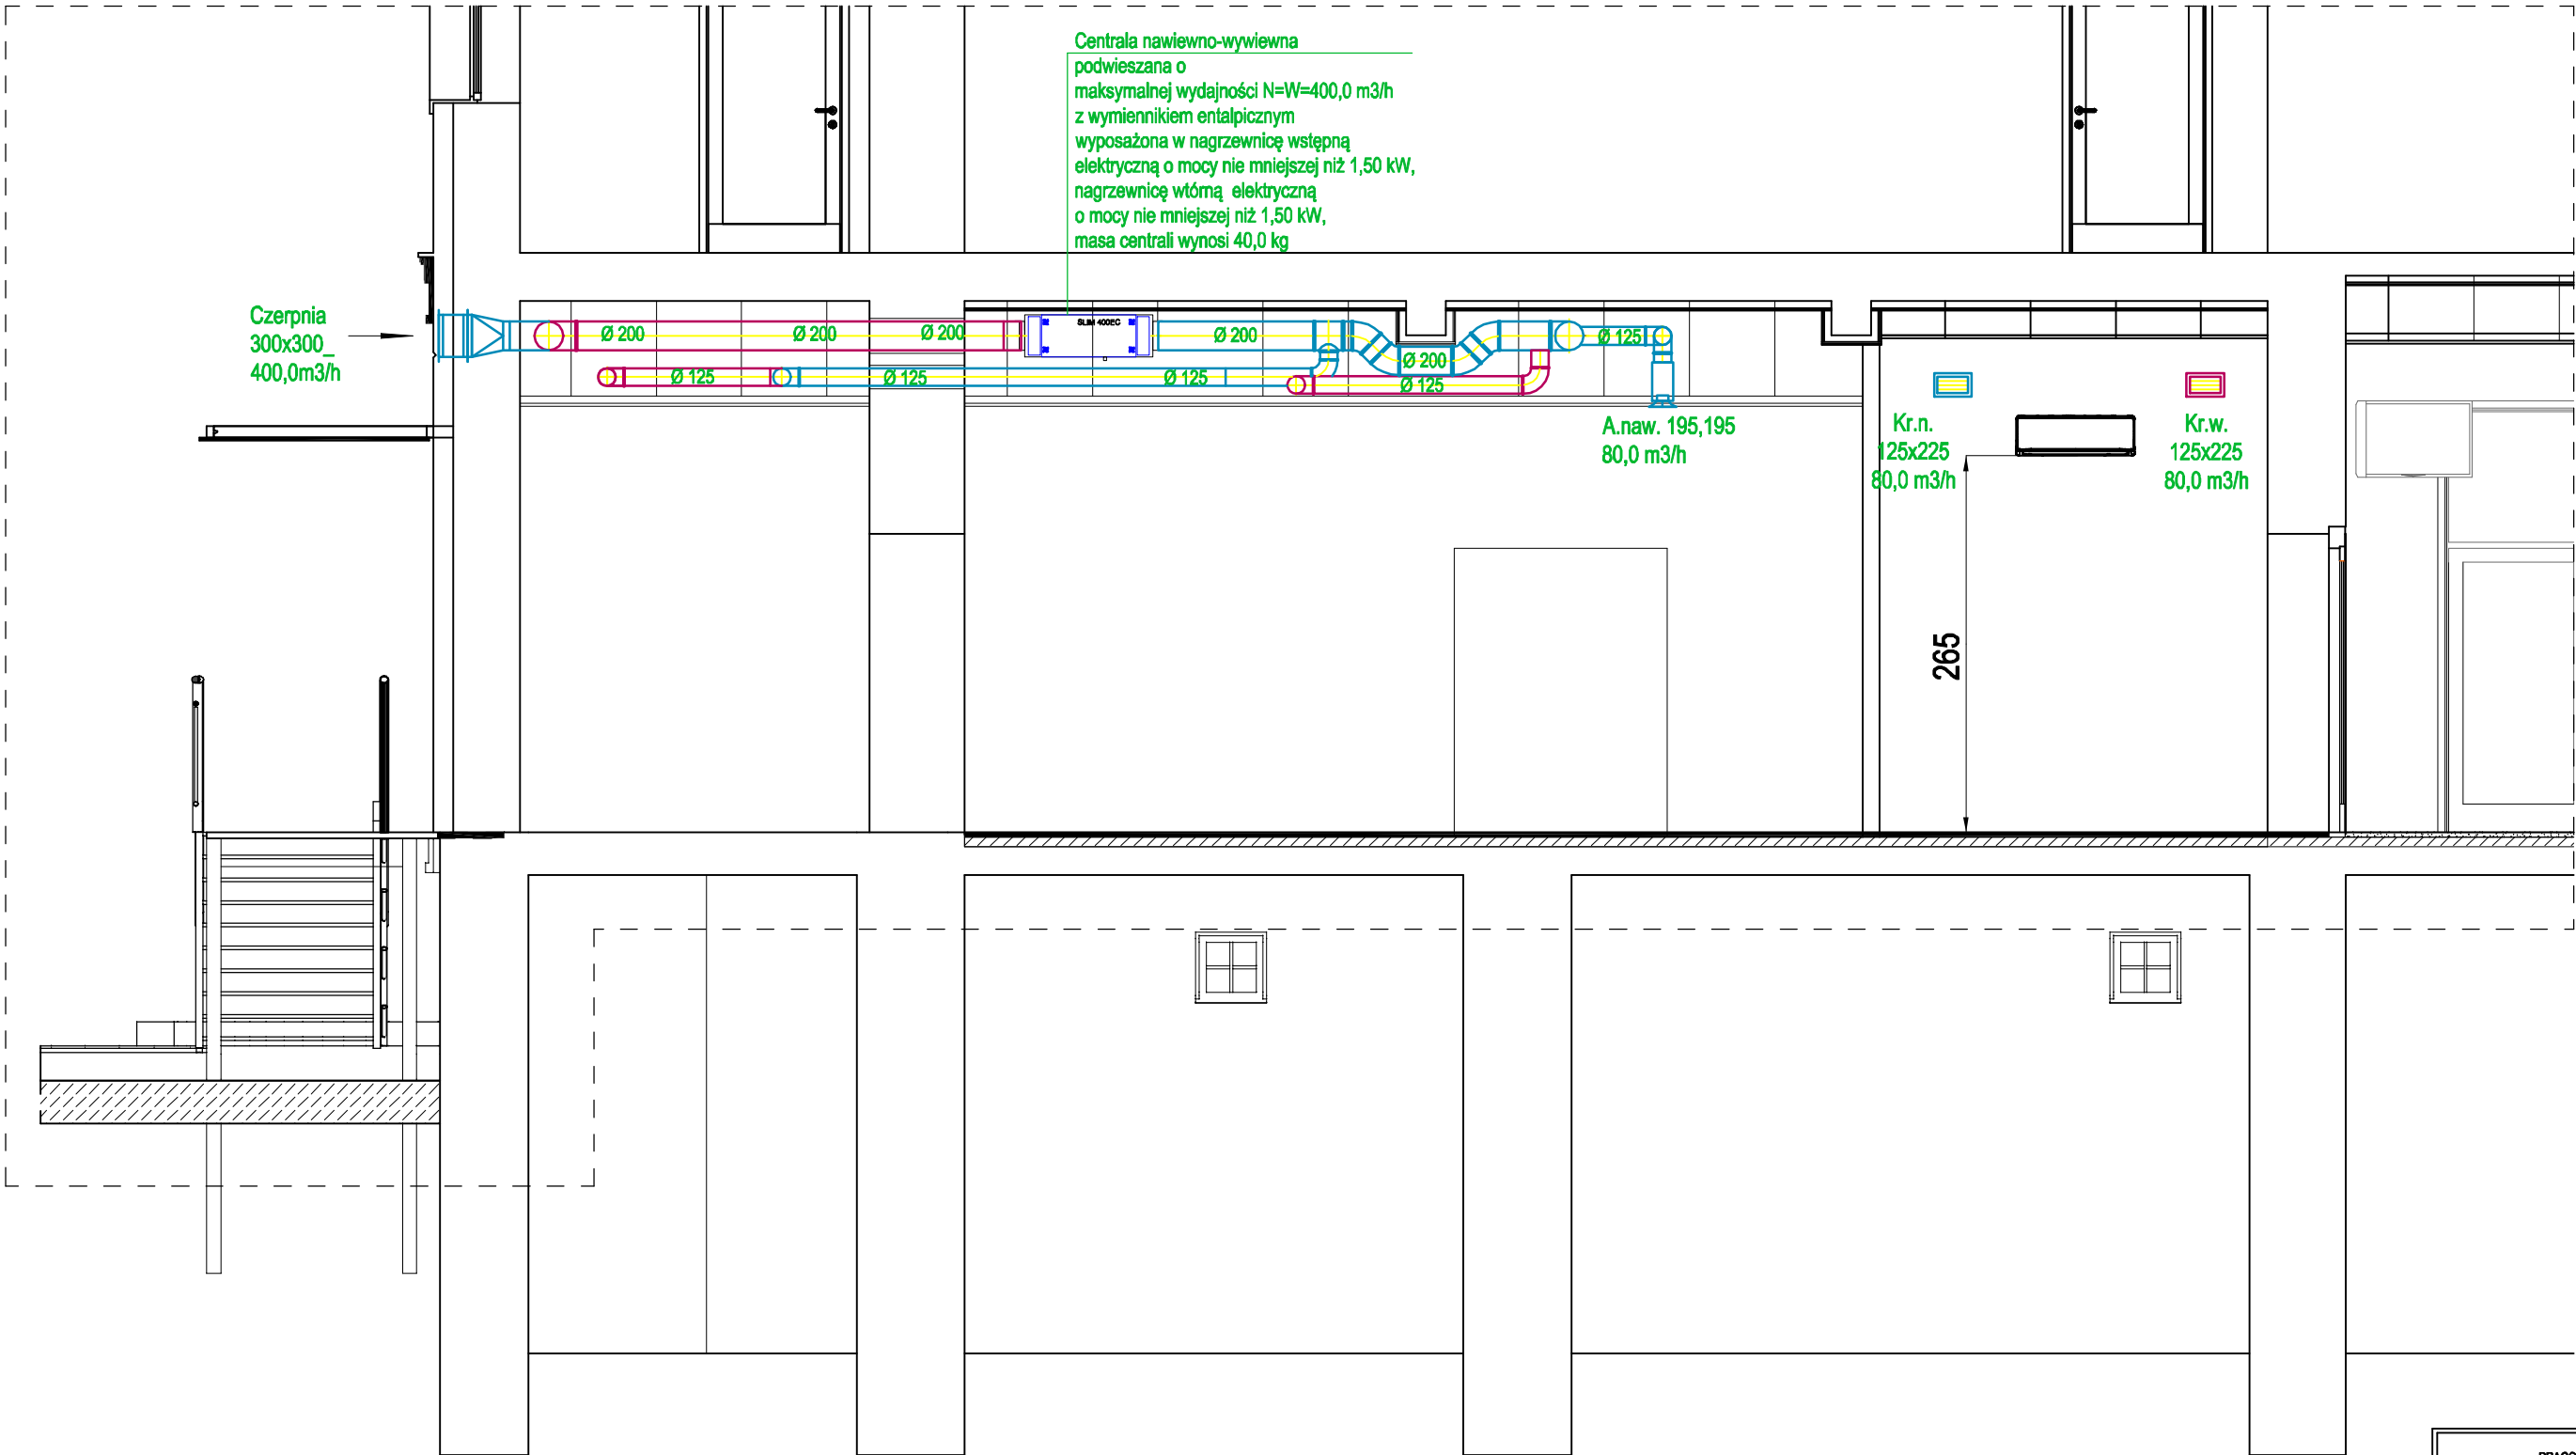 Centrala nawiewno-wywiewna
podwieszana o
maksymalnej wydajności N=W=400,0 m3/h
z wymiennikiem entalpicznym
wyposażona w nagrzewnicę wstępną
elektryczną o mocy nie mniejszej niż 1,50 kW,
nagrzewnicę wtórną elektryczną
o mocy nie mniejszej niż 1,50 kW,
masa centrali wynosi 40,0 kg
Czerpnia
300x300_
400,0m3/h
Ø 200
Ø 200
Ø 200
SLIM 400EC
Ø 200
Ø 200
Ø 125
Ø 125
Ø 125
Ø 125
Ø 125
A.naw. 195,195
80,0 m3/h
Kr.n.
125x225
80,0 m3/h
Kr.w.
125x225
80,0 m3/h
265